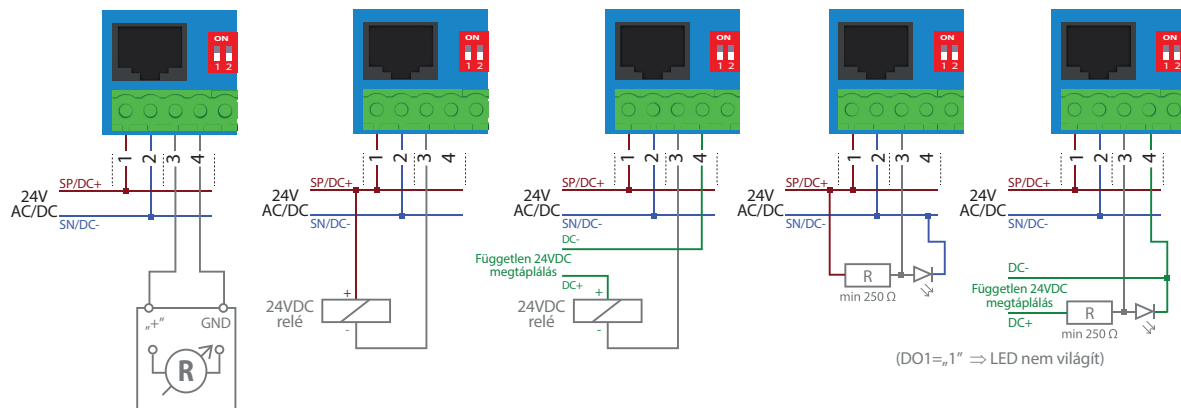 ON
1 2
ON
1 2
ON
1 2
ON
1 2
ON
1 2
1 2 3 4
1 2 3 4
1 2 3 4
1 2 3 4
1 2 3 4
24V
AC/DC
SP/DC+
SN/DC-
„+”
GND
R
24V
AC/DC
SP/DC+
SN/DC-
24VDC
relé
+
-
24V
AC/DC
SP/DC+
SN/DC-
DC-
Független 24VDC
megtáplálás
DC+
24VDC
relé
+
-
24V
AC/DC
SP/DC+
SN/DC-
R
min 250 Ω
24V
AC/DC
SP/DC+
SN/DC-
DC-
Független 24VDC
megtáplálás
DC+
R
min 250 Ω
(DO1=„1” ⇒ LED nem világít)